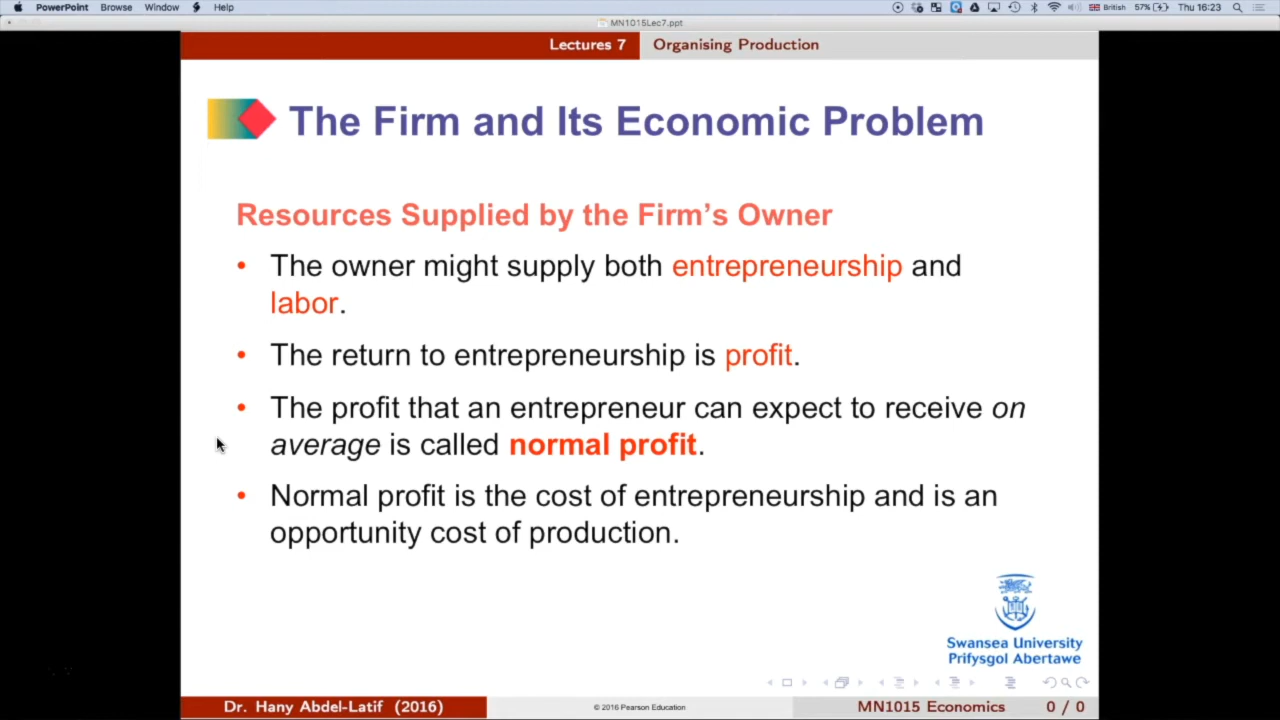 PowerPoint Browse Window Help British 57% Thu 16:23
MN1015Lec7.ppt
Lectures 7 Organising Production
The Firm and Its Economic Problem
Resources Supplied by the Firm's Owner
• The owner might supply both entrepreneurship and
labor.
• The return to entrepreneurship is profit.
• The profit that an entrepreneur can expect to receive on
average is called normal profit.
• Normal profit is the cost of entrepreneurship and is an
opportunity cost of production.
Swansea University
Prifysgol Abertawe
Dr. Hany Abdel-Latif (2016) © 2016 Pearson Education MN1015 Economics 0 / 0